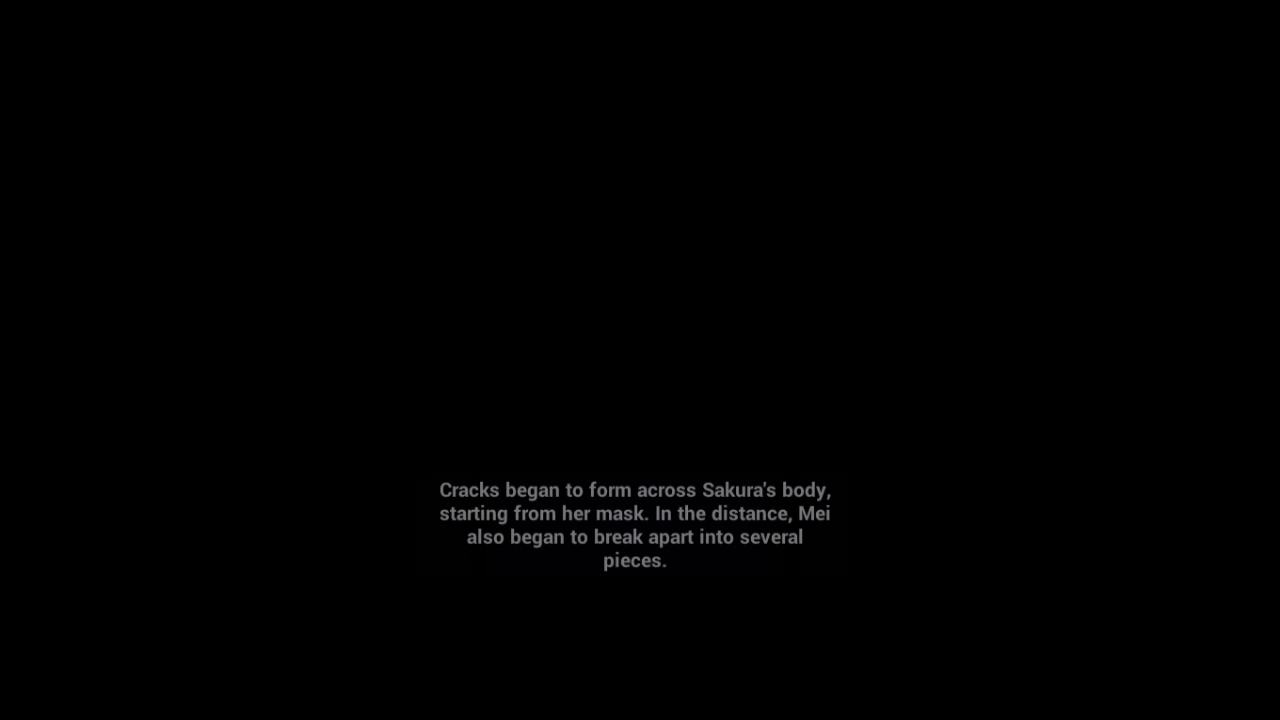 Cracks began to form across Sakura's body,
starting from her mask. In the distance, Mei
also began to break apart into several
pieces.